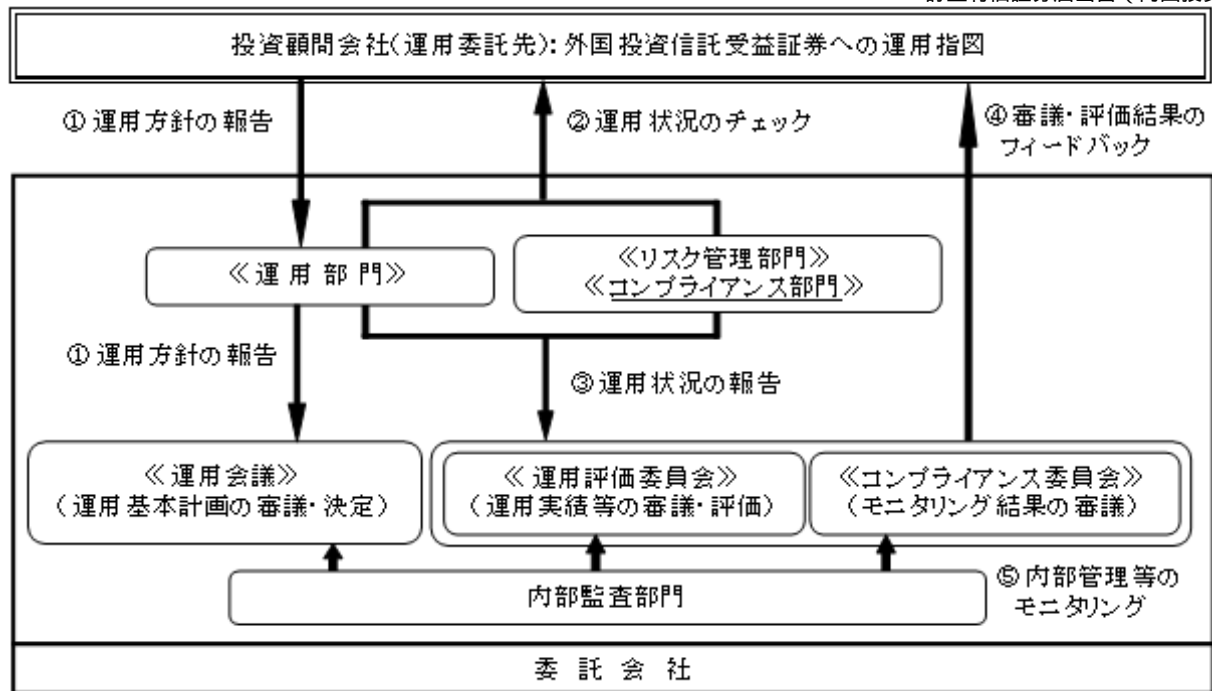 投資顧問会社(運用委託先):外国投資信託受益証券への運用指図
①運用方針の報告
②運用状況のチェック
④審議・評価結果の
フィードバック
≪運用部門≫
≪リスク管理部門≫
≪コンプライアンス部門≫
①運用方針の報告
③運用状況の報告
≪運用会議≫
(運用基本計画の審議・決定)
≪運用評価委員会≫
(運用実績等の審議・評価)
≪コンプライアンス委員会≫
(モニタリング結果の審議)
内部監査部門
⑤内部管理等の
モニタリング
委託会社